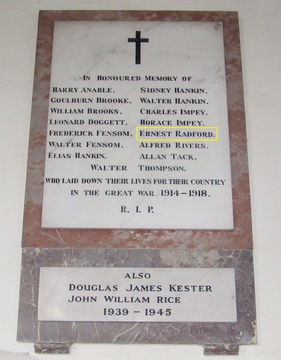 IN HONOURED MEMORY OF
HARRY ANABLE. SIDNEY HANKIN.
GOULBURN BROOKE. WALTER HANKIN.
WILLIAM BROOKS. CHARLES IMPEY.
LEONARD DOGGETT. HORACE IMPEY.
FREDERICK FENSOM. ERNEST RADFORD.
WALTER FENSOM. ALFRED RIVERS.
ELIAS HANKIN. ALLAN TACK.
WALTER THOMPSON.
WHO LAID DOWN THEIR LIVES FOR THEIR COUNTRY
IN THE GREAT WAR 1914-1918.
R. I. P.
ALSO
DOUGLAS JAMES KESTER
JOHN WILLIAM RICE
1939 - 1945